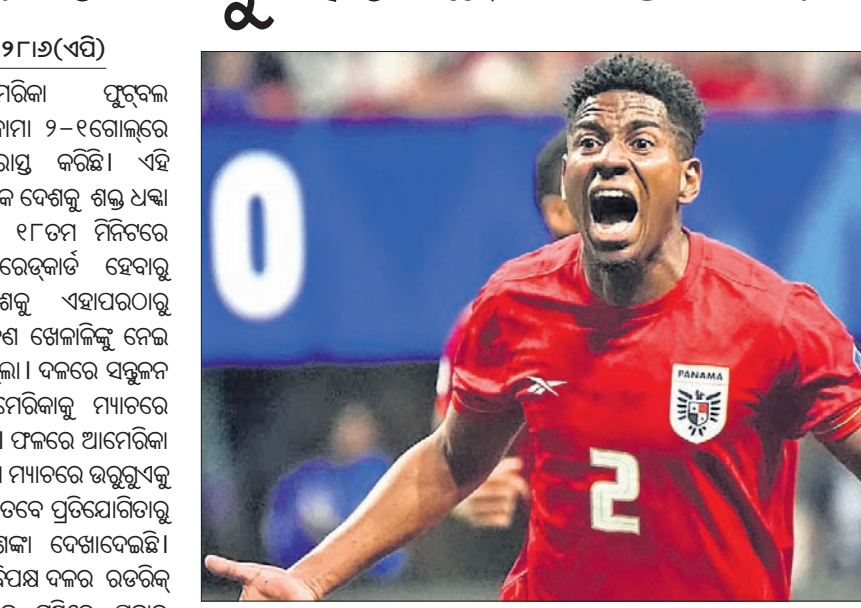 ୨୮।୬(ଏପି)
ମରିକା ଫୁଟ୍‌ବଲ
ନାମା ୨–୧ଗୋଲ୍‌ରେ
ରାସ୍ତ କରିଛି। ଏହି
କ ଦେଶକୁ ଶକ୍ତ ଧକ୍କା
୧୮ତମ ମିନିଟରେ
ରେଡ୍‌କାର୍ଡ ହେବାରୁ
ଶକୁ ଏହାପରଠାରୁ
ଣ ଖେଳାଳିଙ୍କୁ ନେଇ
ଲା। ଦଳରେ ସନ୍ତୁଳନ
ମେରିକାକୁ ମ୍ୟାଚରେ
। ଫଳରେ ଆମେରିକା
ମ୍ୟାଚରେ ଉରୁଗୁଏକୁ
ତେବେ ପ୍ରତିଯୋଗିତାରୁ
ଶଙ୍କା ଦେଖାଦେଇଛି।
ବିପକ୍ଷ ଦଳର ରଡରିକ୍
0
PANAMA
2